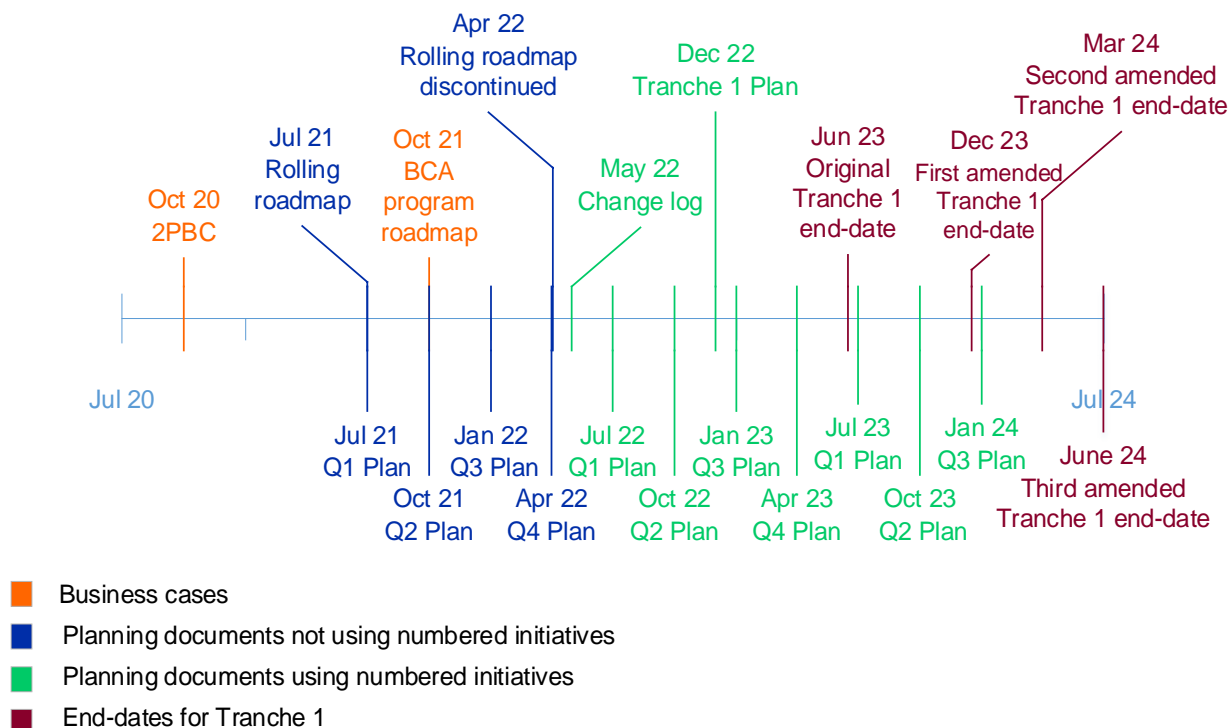 Apr 22
Rolling roadmap
discontinued
Dec 22
Tranche 1 Plan
Mar 24
Second amended
Tranche 1 end-date
Jul 21
Rolling
roadmap
Oct 21
BCA
program
roadmap
Jun 23
Original
Tranche 1
end-date
Dec 23
First amended
Tranche 1
end-date
Oct 20
2PBC
May 22
Change log
Jul 20
Jul 24
Jul 21
Q1 Plan
Jan 22
Q3 Plan
Jul 22
Q1 Plan
Jan 23
Q3 Plan
Jul 23
Q1 Plan
Jan 24
Q3 Plan
June 24
Third amended
Tranche 1 end-date
Oct 21
Q2 Plan
Apr 22
Q4 Plan
Oct 22
Q2 Plan
Apr 23
Q4 Plan
Oct 23
Q2 Plan
Business cases
Planning documents not using numbered initiatives
Planning documents using numbered initiatives
End-dates for Tranche 1